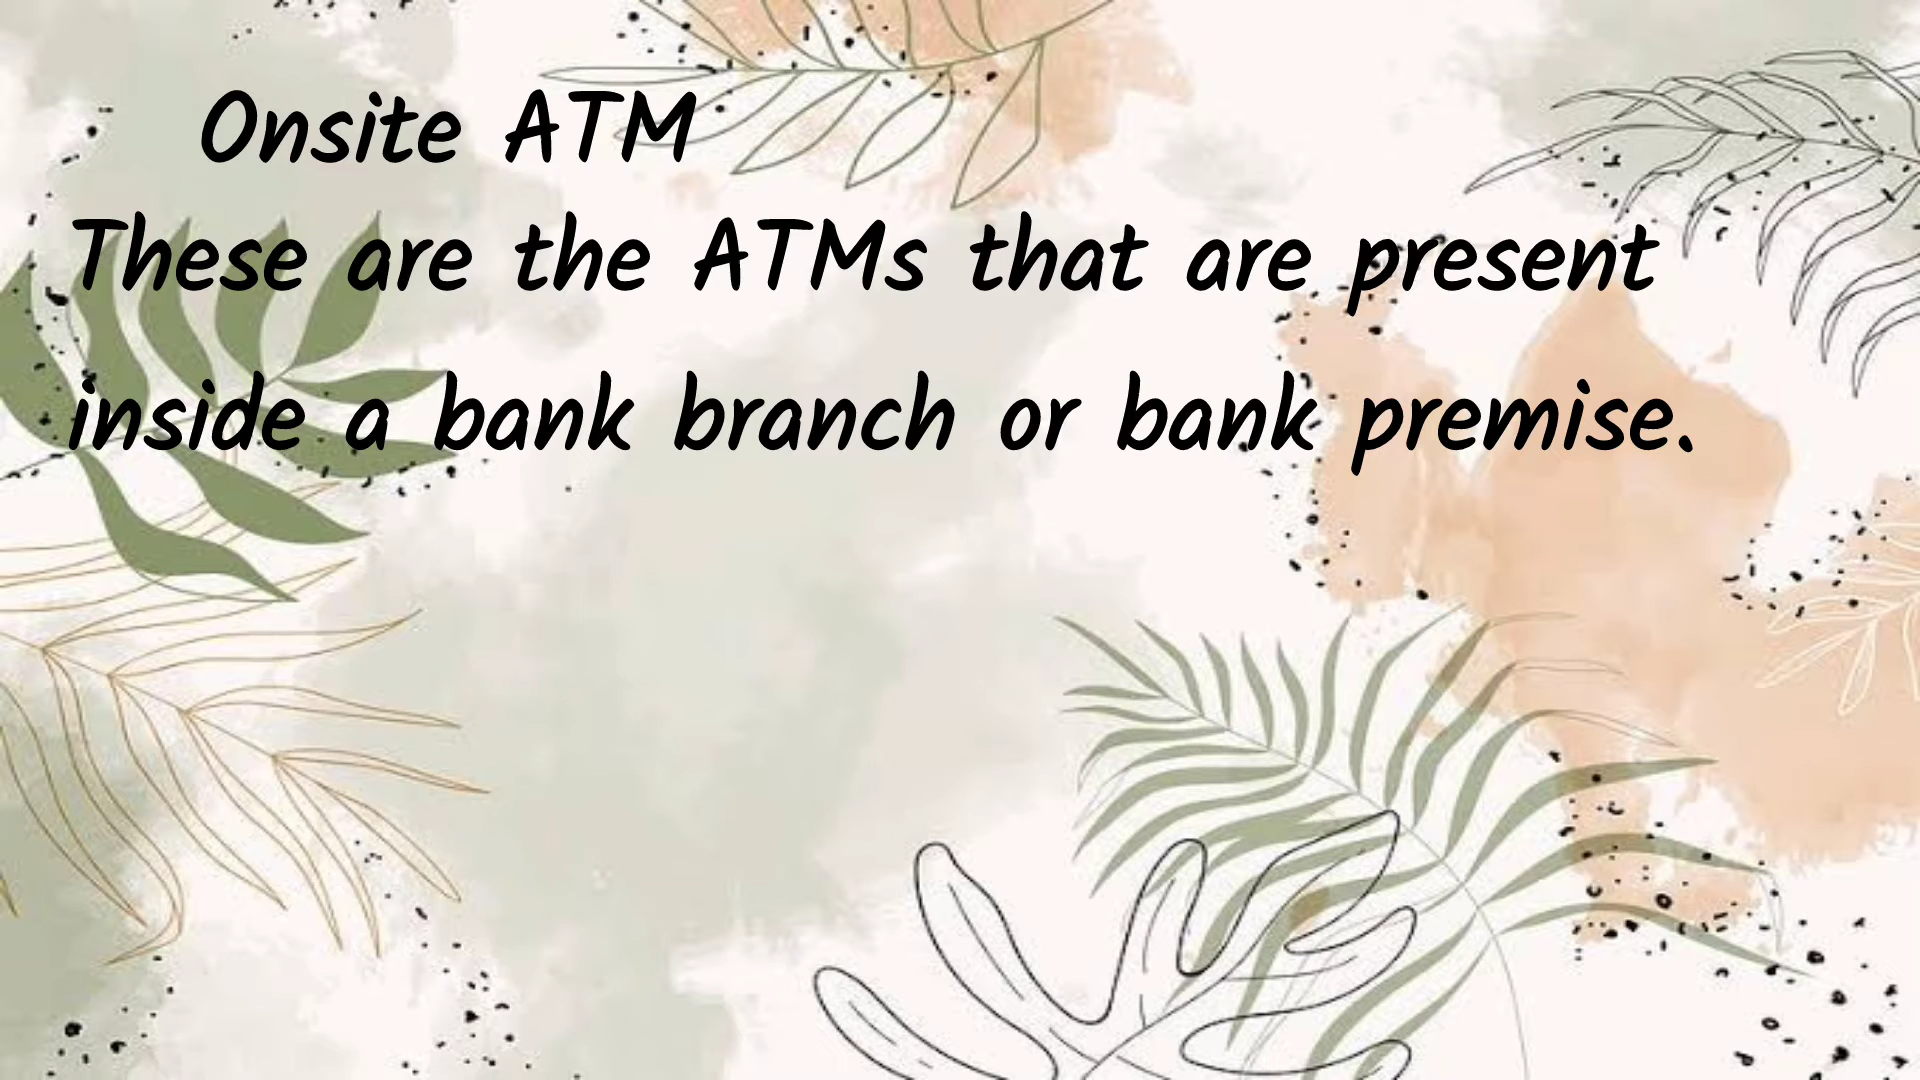 Onsite ATM
These are the ATMs that are present
inside a bank branch or bank premise.